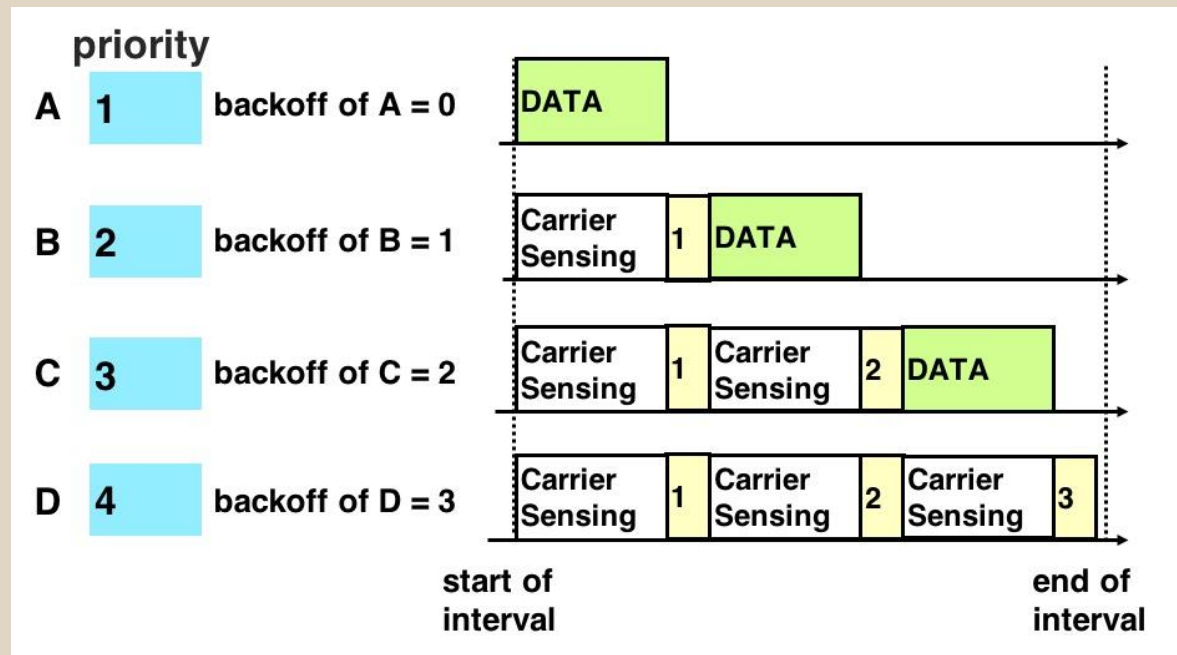 priority
A 1 backoff of A = 0 DATA
B 2 backoff of B = 1 Carrier Sensing 1 DATA
C 3 backoff of C = 2 Carrier Sensing 1 Carrier Sensing 2 DATA
D 4 backoff of D = 3 Carrier Sensing 1 Carrier Sensing 2 Carrier Sensing 3
start of interval
end of interval